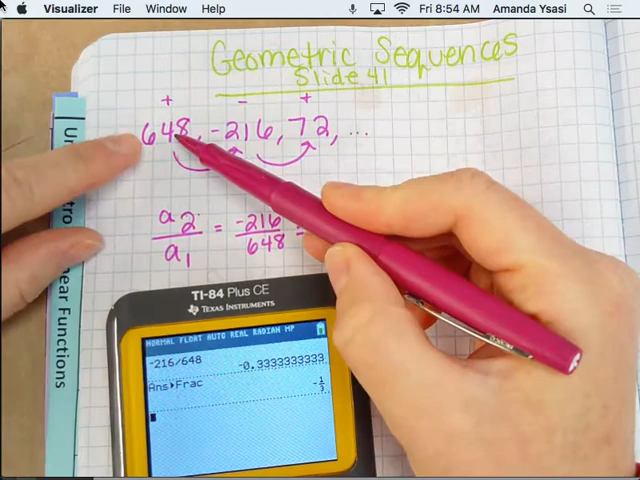 Visualizer File Window Help Fri 8:54 AM Amanda Ysasi
Geometric Sequences
Slide 41
+ - +
648, -216, 72, ...
a2 / a1 = -216 / 648 =
Linear Functions
TI-84 Plus CE
TEXAS INSTRUMENTS
NORMAL FLOAT AUTO REAL RADIAN MP
-216/648
-0.3333333333
Ans▸Frac
-1/3